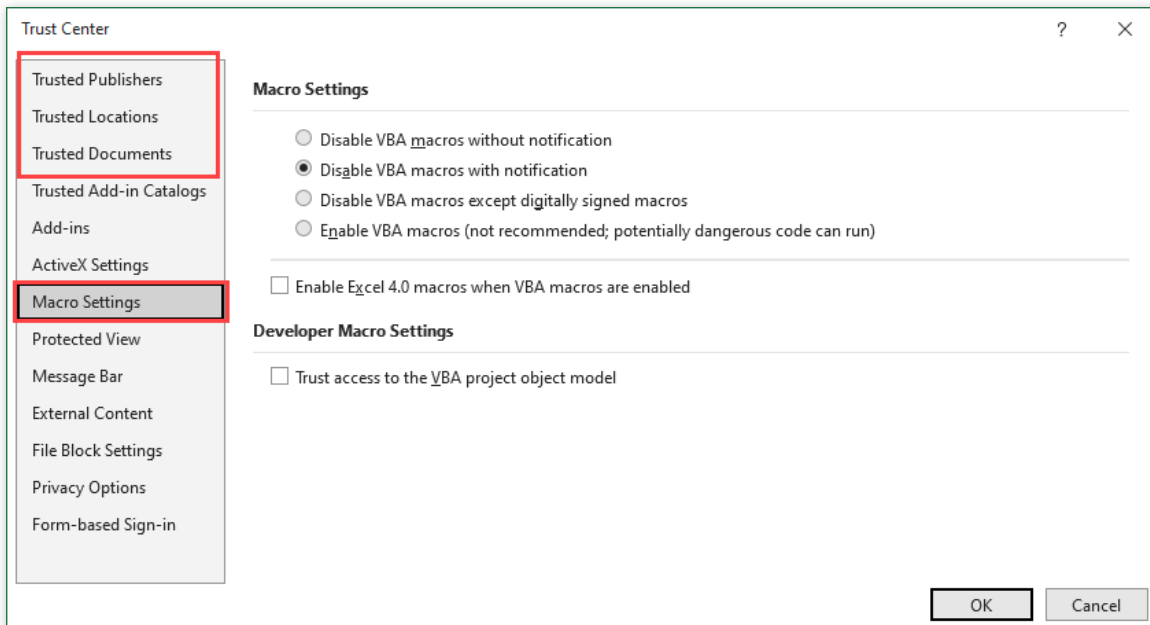 Trust Center
?
Trusted Publishers
Trusted Locations
Trusted Documents
Trusted Add-in Catalogs
Add-ins
ActiveX Settings
Macro Settings
Protected View
Message Bar
External Content
File Block Settings
Privacy Options
Form-based Sign-in
Macro Settings
Disable VBA macros without notification
Disable VBA macros with notification
Disable VBA macros except digitally signed macros
Enable VBA macros (not recommended; potentially dangerous code can run)
Enable Excel 4.0 macros when VBA macros are enabled
Developer Macro Settings
Trust access to the VBA project object model
OK
Cancel